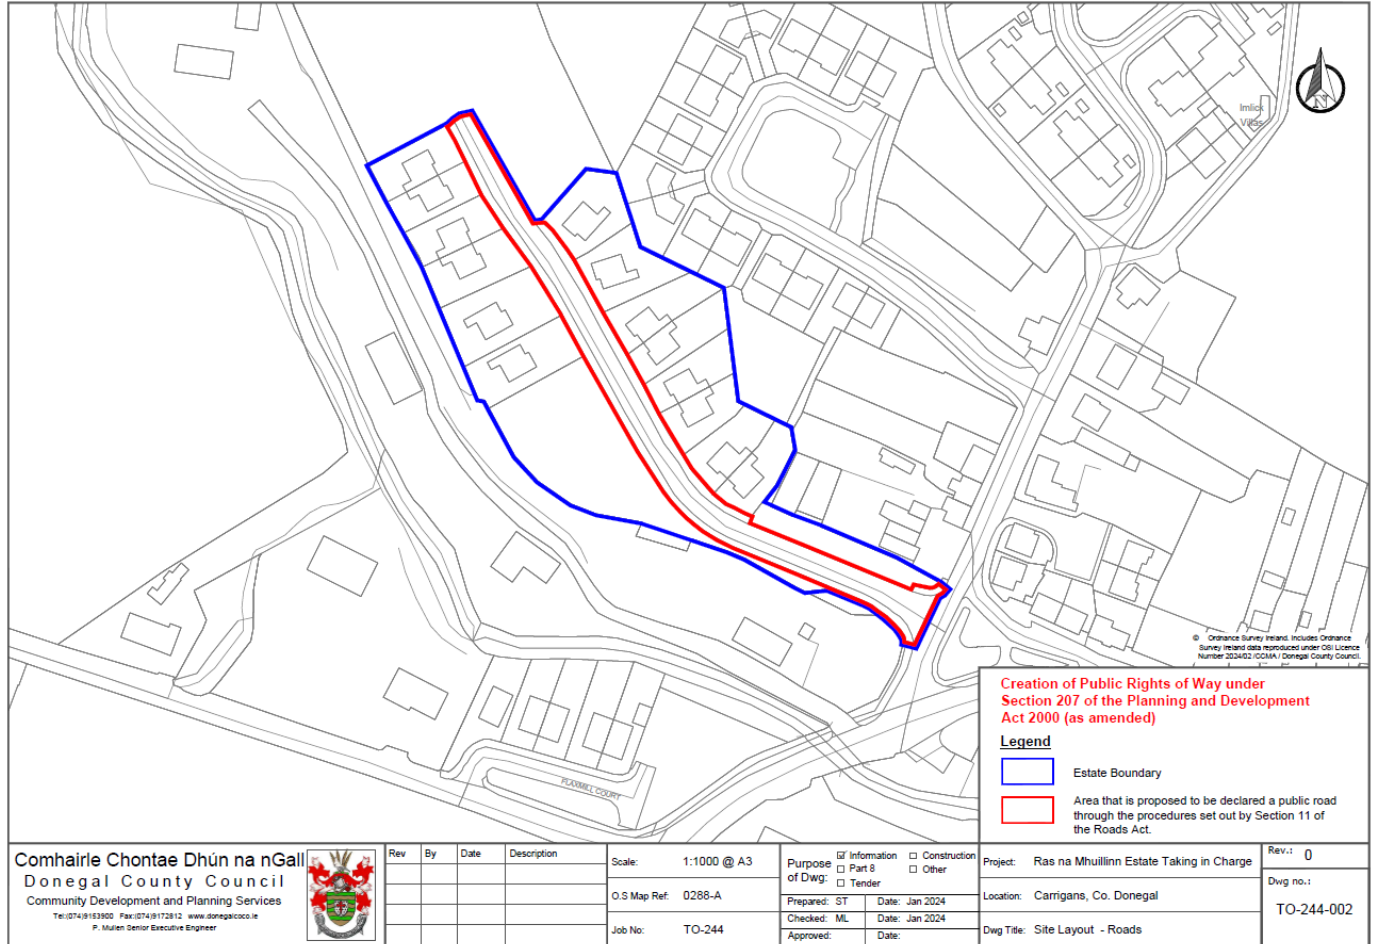 Imlick
Villas
N
© Ordnance Survey Ireland. Includes Ordnance
Survey Ireland data reproduced under OSI Licence
Number 2024/02 /CCMA / Donegal County Council.
FLAXMILL COURT
Creation of Public Rights of Way under
Section 207 of the Planning and Development
Act 2000 (as amended)
Legend
Estate Boundary
Area that is proposed to be declared a public road
through the procedures set out by Section 11 of
the Roads Act.
Comhairle Chontae Dhún na nGall
Donegal County Council
Community Development and Planning Services
Tel:(074)9153900 Fax:(074)9172812 www.donegalcoco.ie
P. Mullen Senior Executive Engineer
Rev By Date Description
Scale: 1:1000 @ A3
O.S Map Ref: 0288-A
Job No: TO-244
Purpose of Dwg:
Information Construction
Part 8 Other
Tender
Prepared: ST Date: Jan 2024
Checked: ML Date: Jan 2024
Approved: Date:
Project: Ras na Mhuillinn Estate Taking in Charge
Location: Carrigans, Co. Donegal
Dwg Title: Site Layout - Roads
Rev.: 0
Dwg no.:
TO-244-002